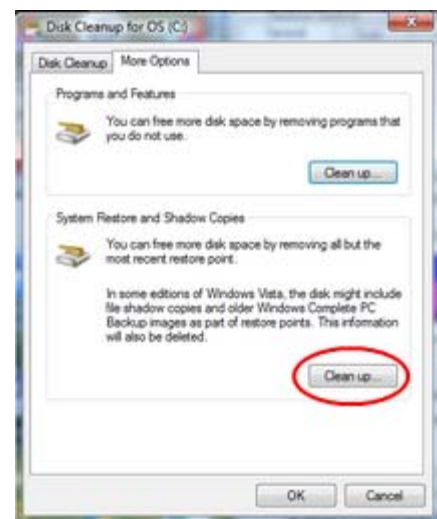 Disk Cleanup for OS (C:)
Disk Cleanup
More Options
Programs and Features
You can free more disk space by removing programs that
you do not use.
Clean up...
System Restore and Shadow Copies
You can free more disk space by removing all but the
most recent restore point.
In some editions of Windows Vista, the disk might include
file shadow copies and older Windows Complete PC
Backup images as part of restore points. This information
will also be deleted.
Clean up...
OK
Cancel